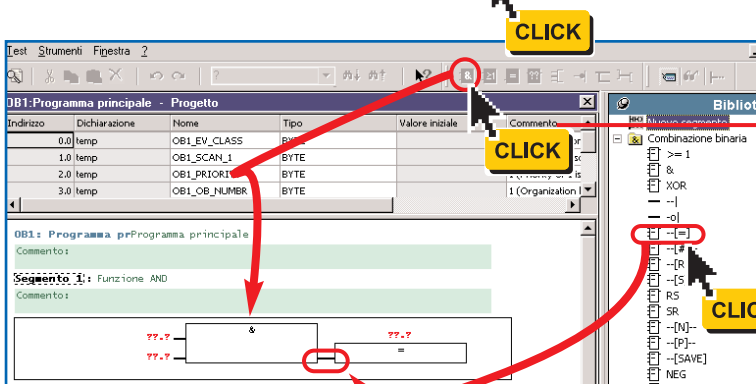 CLICK
Test Strumenti Finestra ?
?
OB1:Programma principale - Progetto
Indirizzo Dichiarazione Nome Tipo Valore iniziale Commento
0.0 temp OB1_EV_CLASS BYTE
1.0 temp OB1_SCAN_1 BYTE
2.0 temp OB1_PRIORI BYTE
3.0 temp OB1_OB_NUMBR BYTE 1 (Organization
CLICK
OB1: Programma prProgramma principale
Commento:
Segmento 1: Funzione AND
Commento:
&
??.?
??.?
??.?
=
Bibliot
Nuovo segmento
& Combinazione binaria
>=1
&
XOR
--|
-o|
--[=]
--[#
--[R
--[S
RS
SR
--[N]--
--[P]--
--[SAVE]
NEG
CLIC